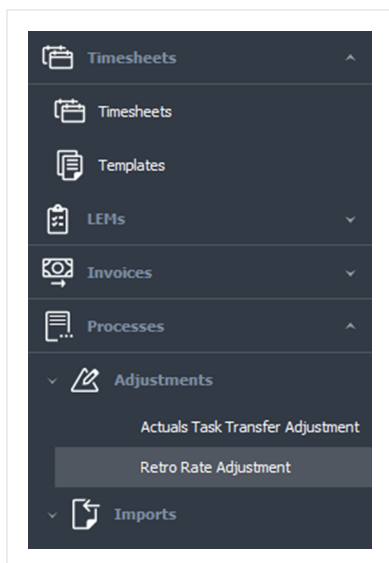 Timesheets
Timesheets
Templates
LEMs
Invoices
Processes
Adjustments
Actuals Task Transfer Adjustment
Retro Rate Adjustment
Imports